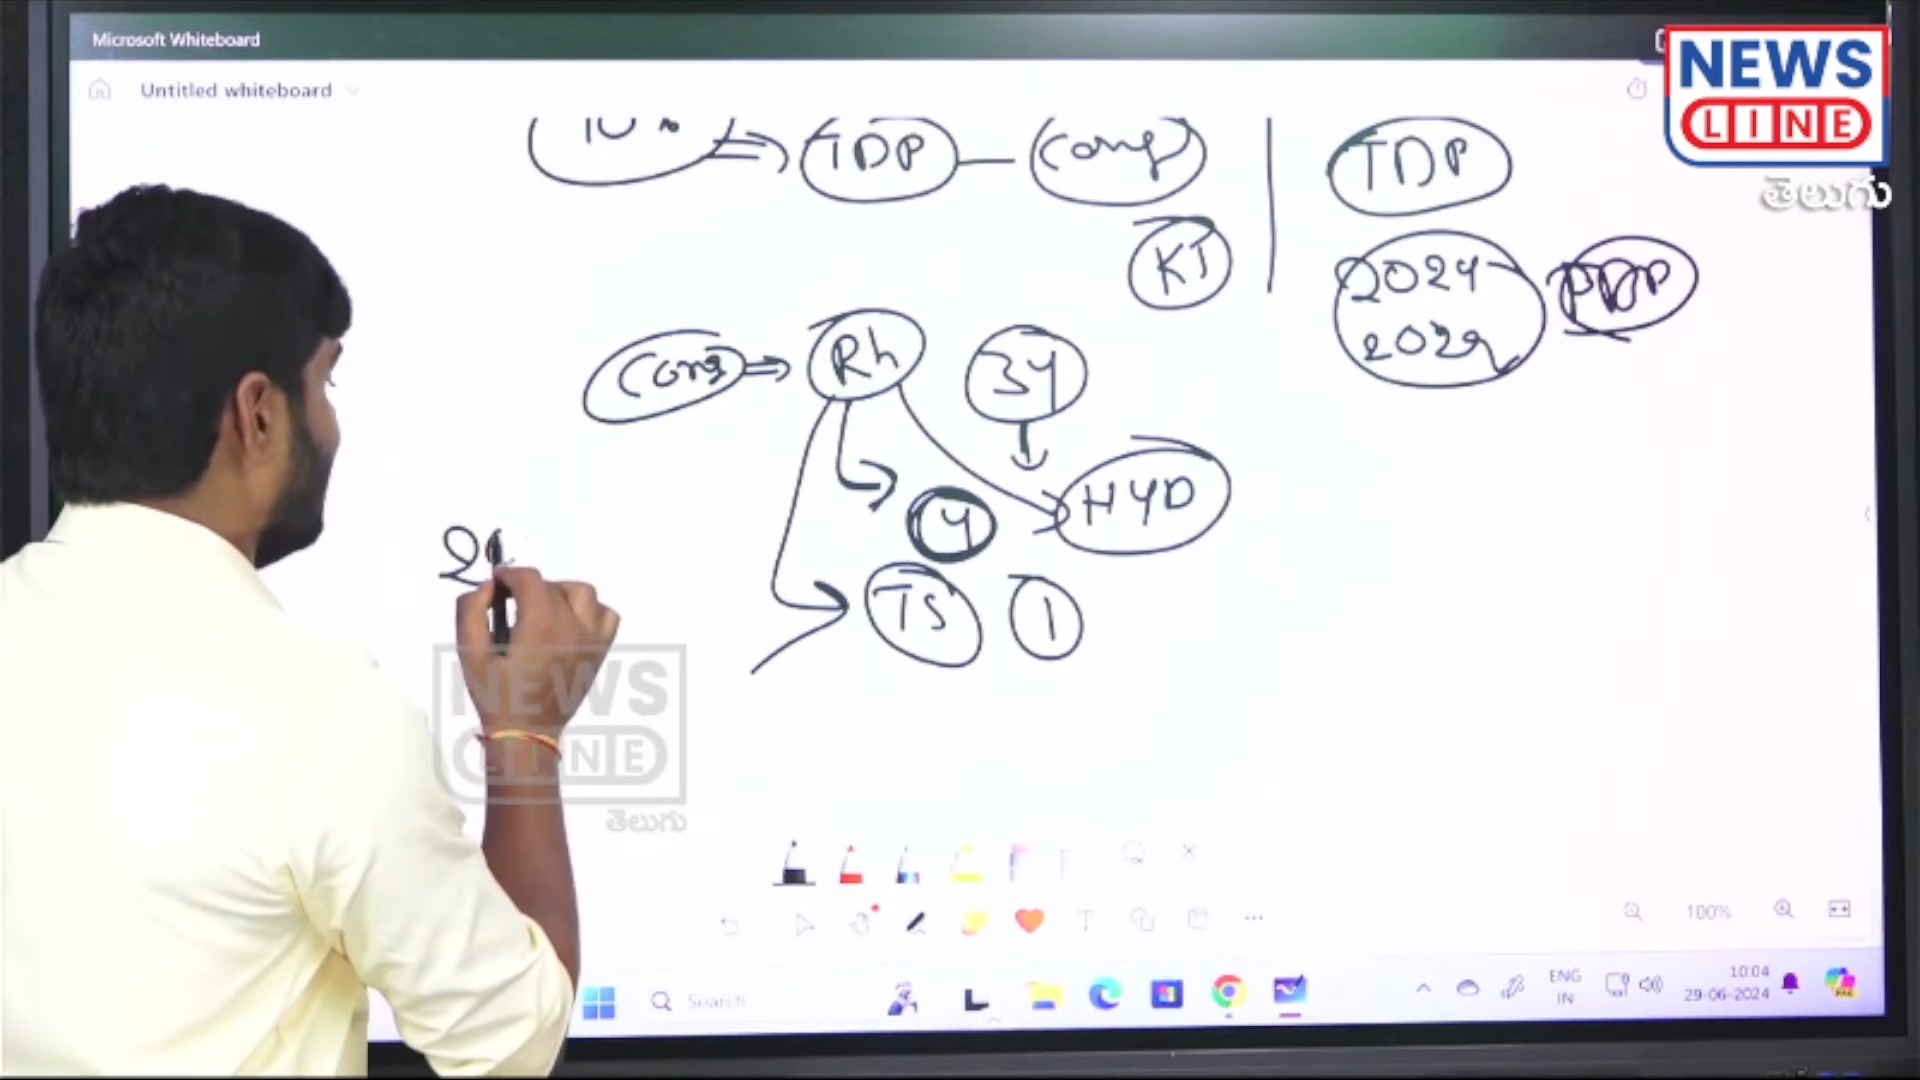 Microsoft Whiteboard
Untitled whiteboard
NEWS
LINE
తెలుగు
TDP
Cong
TDP
KT
2024
2029
PDP
Cong
Rh
34
4
HYD
TS
1
NEWS
LINE
తెలుగు
100%
Search
ENG
IN
10:04
29-06-2024